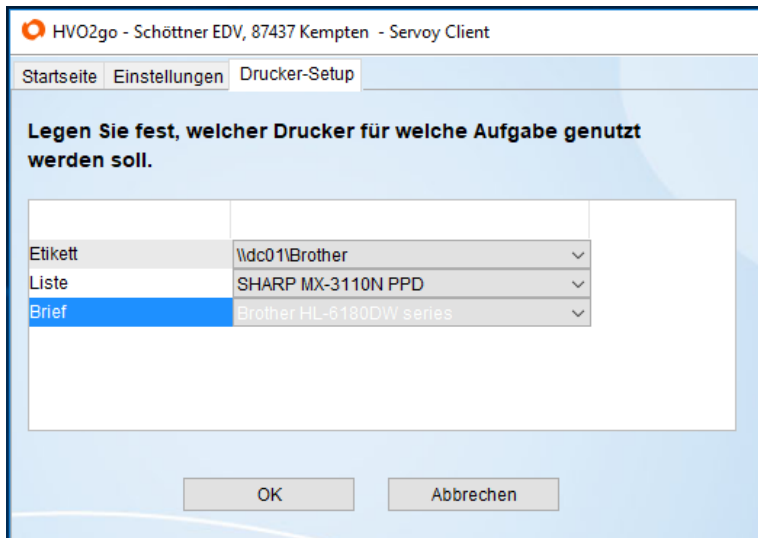 HVO2go - Schöttner EDV, 87437 Kempten - Servoy Client
Startseite Einstellungen Drucker-Setup
Legen Sie fest, welcher Drucker für welche Aufgabe genutzt
werden soll.
Etikett \\dc01\Brother
Liste SHARP MX-3110N PPD
Brief Brother HL-6180DW series
OK Abbrechen